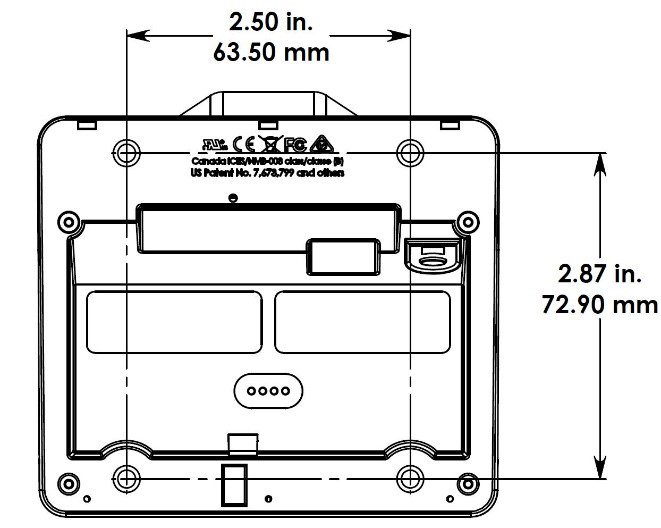 2.50 in.
63.50 mm
CE FC
Canada ICES/NMB-003 class/classe (B)
US Patent No. 7,673,799 and others
2.87 in.
72.90 mm